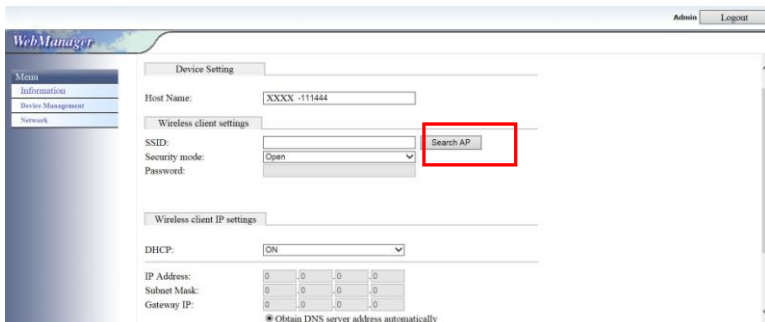 Admin Logout
WebManager
Menu
Information
Device Management
Network
Device Setting
Host Name: XXXX -111444
Wireless client settings
SSID: Search AP
Security mode: Open
Password:
Wireless client IP settings
DHCP: ON
IP Address: 0 .0 .0 .0
Subnet Mask: 0 .0 .0 .0
Gateway IP: 0 .0 .0 .0
Obtain DNS server address automatically